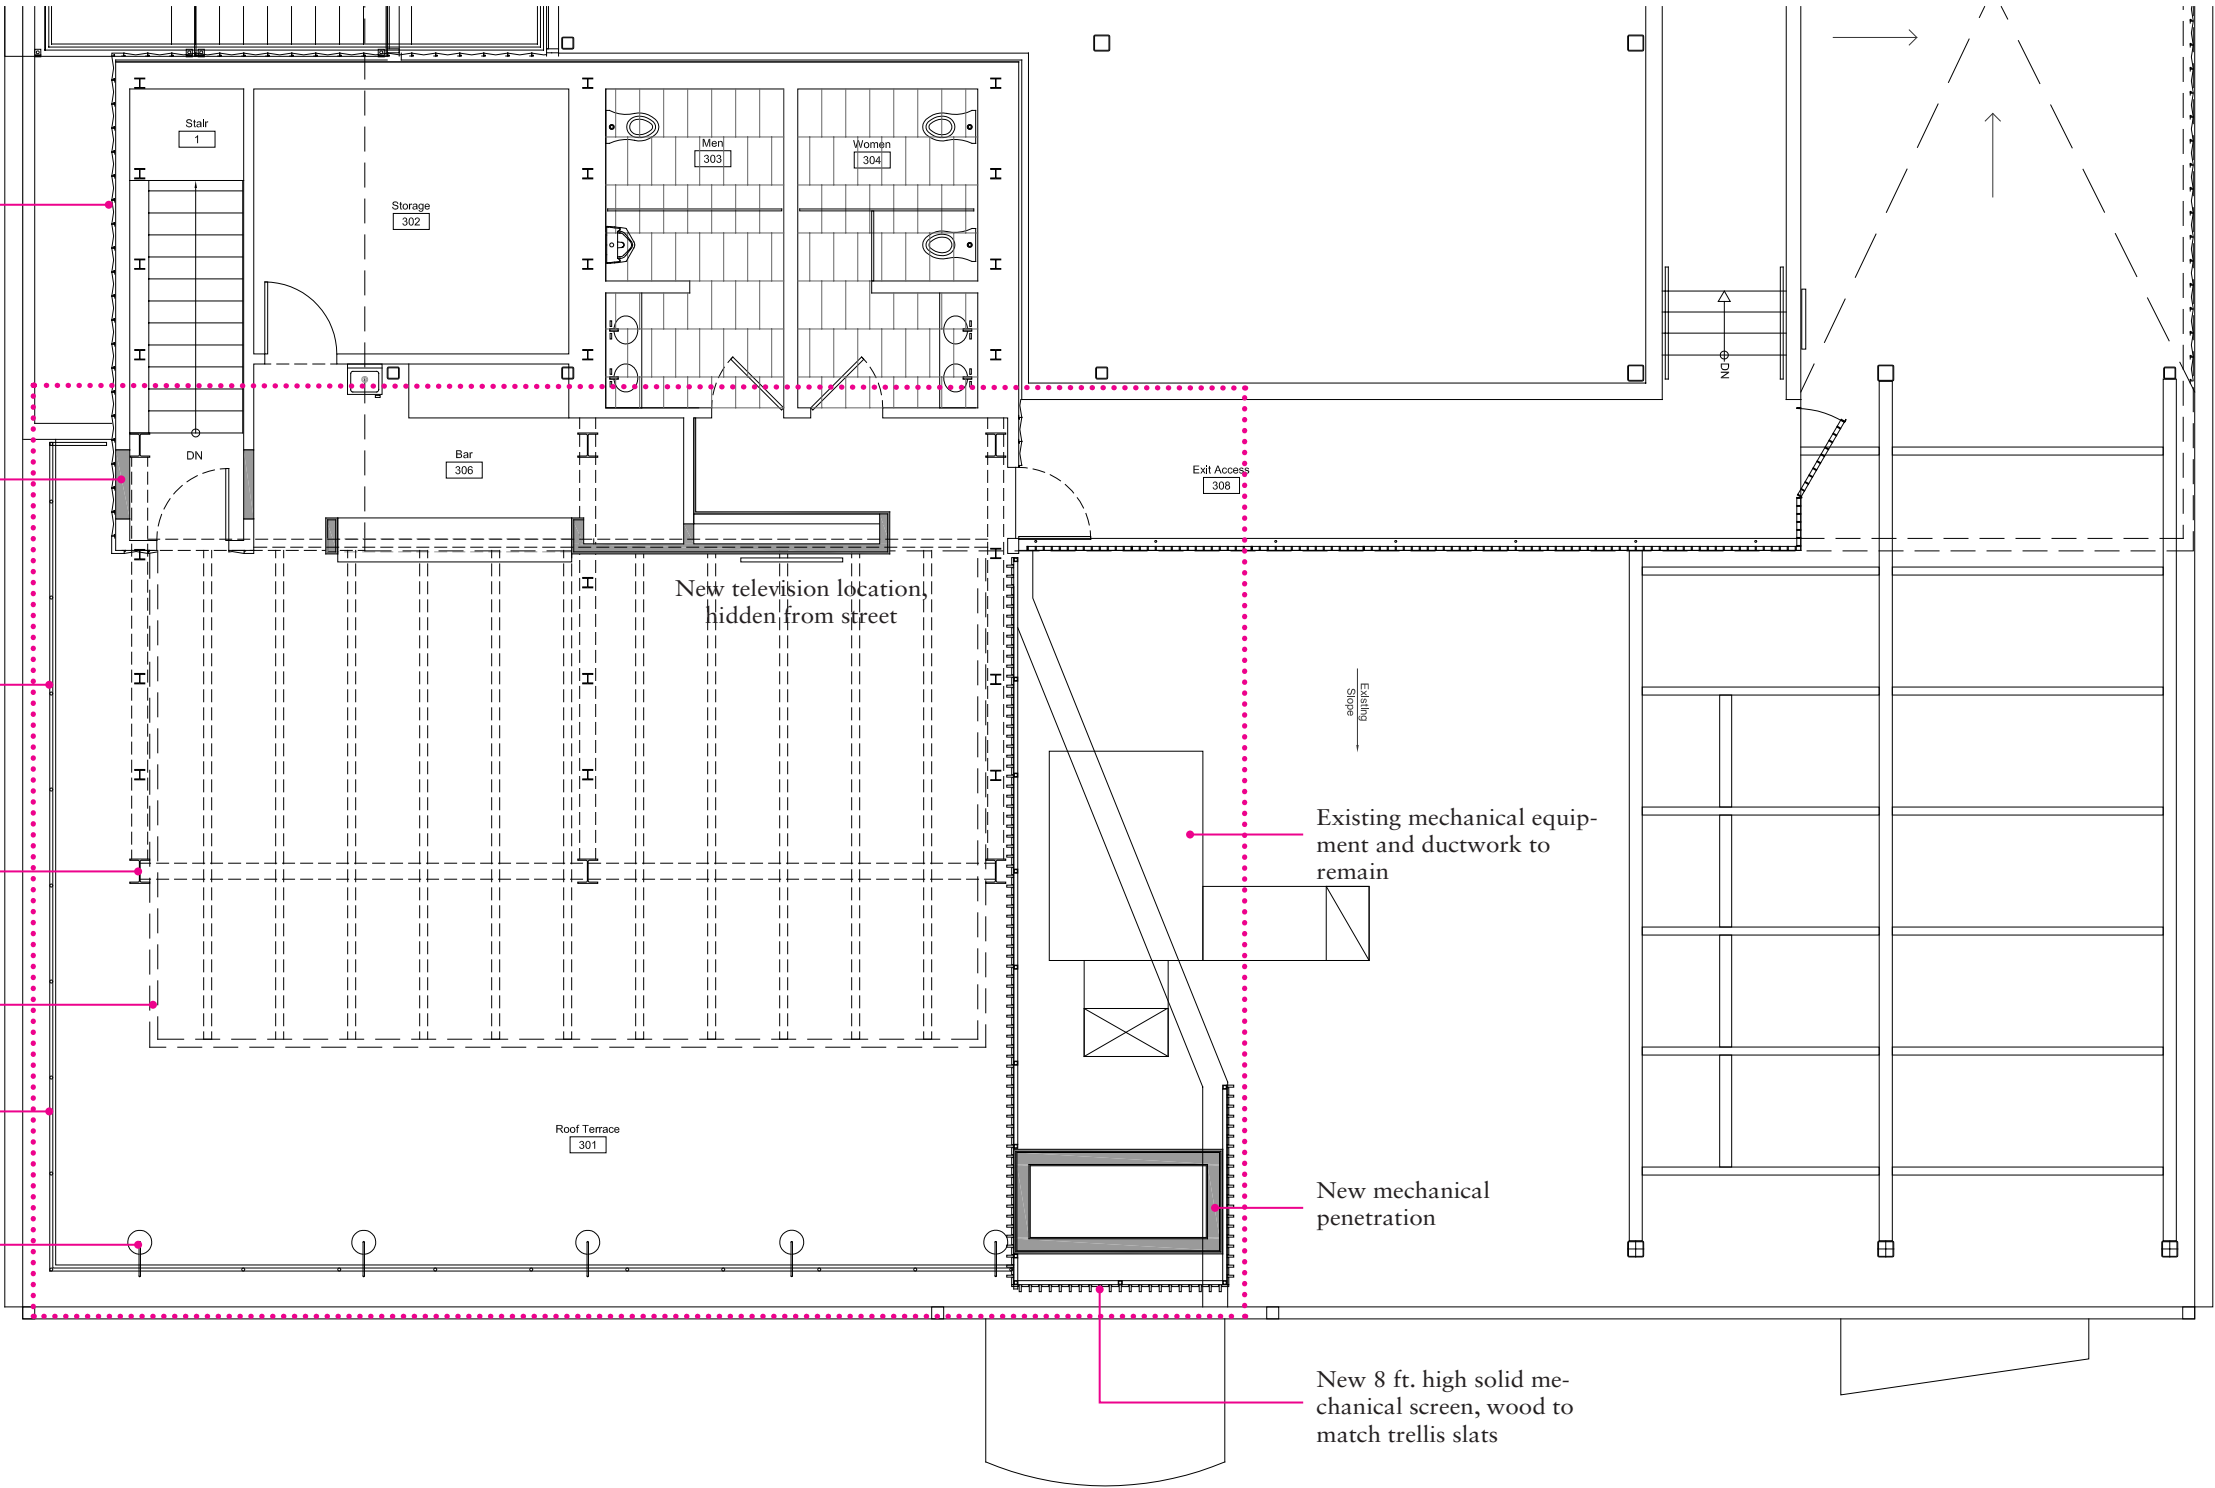 Stair
1
Storage
302
Men
303
Women
304
DN
Bar
306
DN
Exit Access
308
New television location,
hidden from street
Existing
Slope
Existing mechanical equip-
ment and ductwork to
remain
Roof Terrace
301
New mechanical
penetration
New 8 ft. high solid me-
chanical screen, wood to
match trellis slats